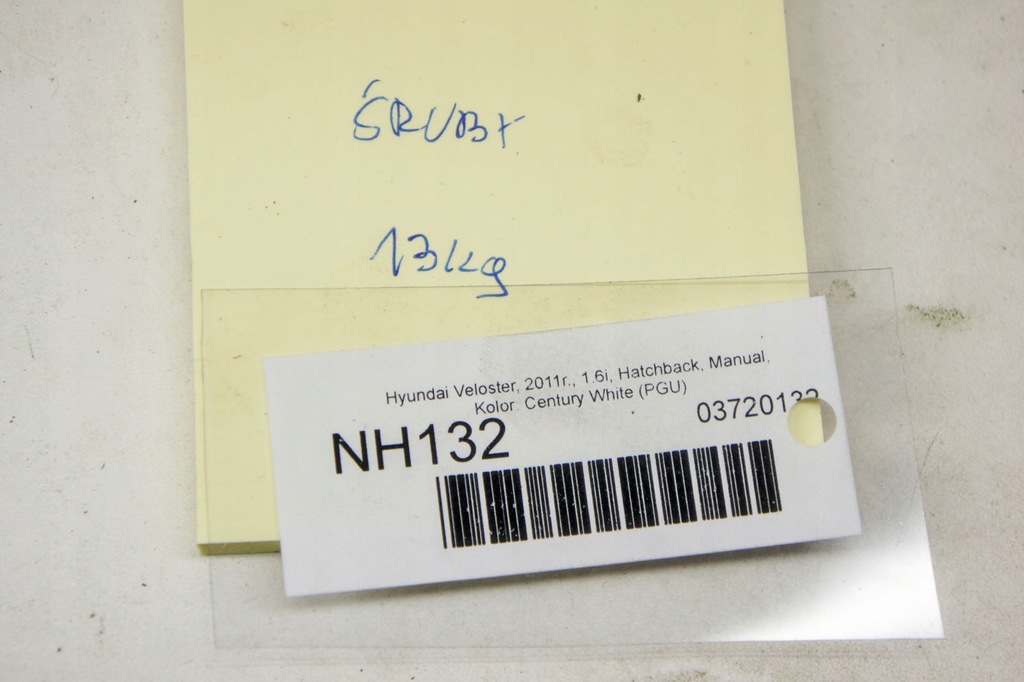 ŚRUBY
13kg
Hyundai Veloster, 2011r., 1.6i, Hatchback, Manual,
Kolor: Century White (PGU)
NH132 03720132